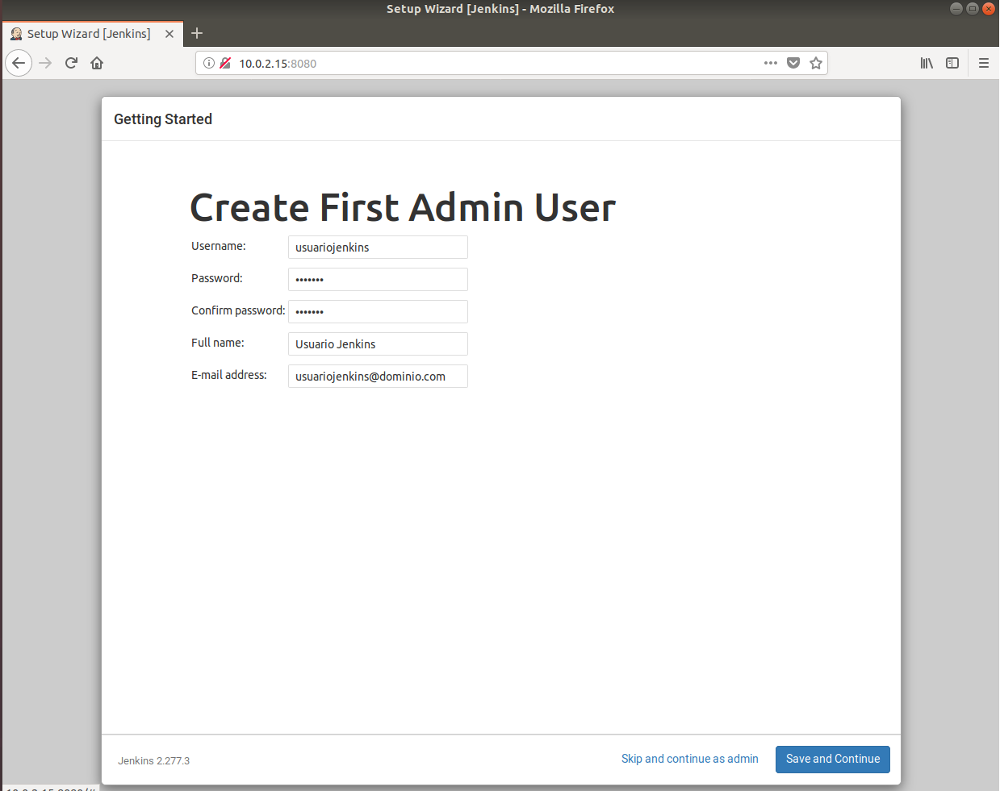 Setup Wizard [Jenkins] - Mozilla Firefox
Setup Wizard [Jenkins]
10.0.2.15:8080
Getting Started
Create First Admin User
Username: usuariojenkins
Password: •••••••
Confirm password: •••••••
Full name: Usuario Jenkins
E-mail address: usuariojenkins@dominio.com
Jenkins 2.277.3
Skip and continue as admin
Save and Continue